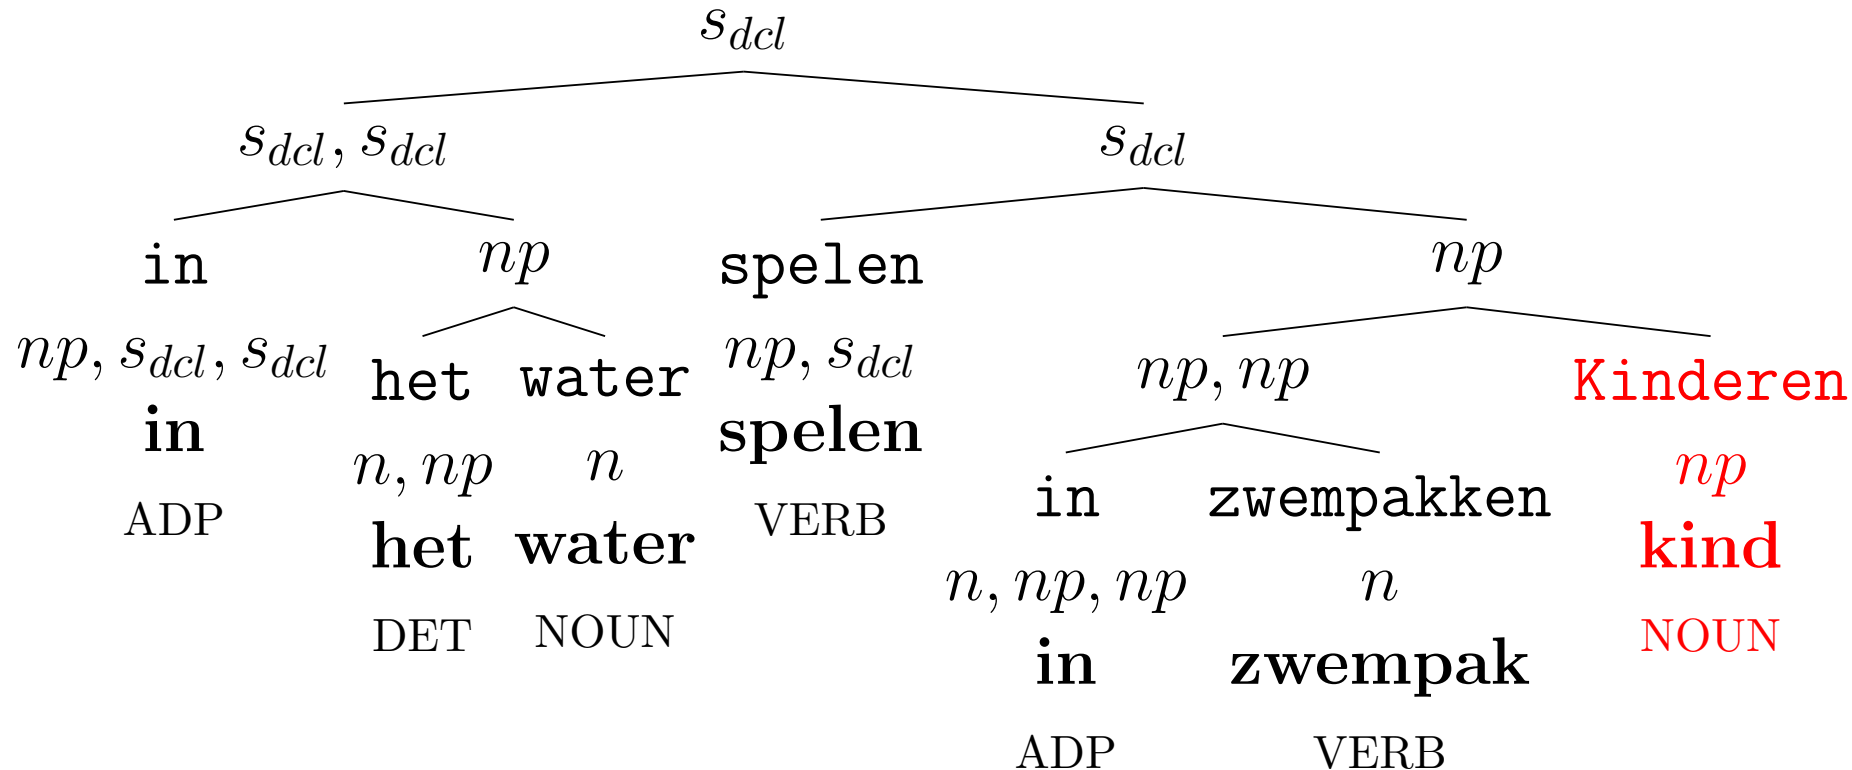 s_dcl
s_dcl, s_dcl s_dcl
in np spelen np
np, s_dcl, s_dcl het water np, s_dcl np, np Kinderen
in n, np n spelen in zwempakken np
ADP het water VERB n, np, np n kind
DET NOUN in zwempak NOUN
ADP VERB